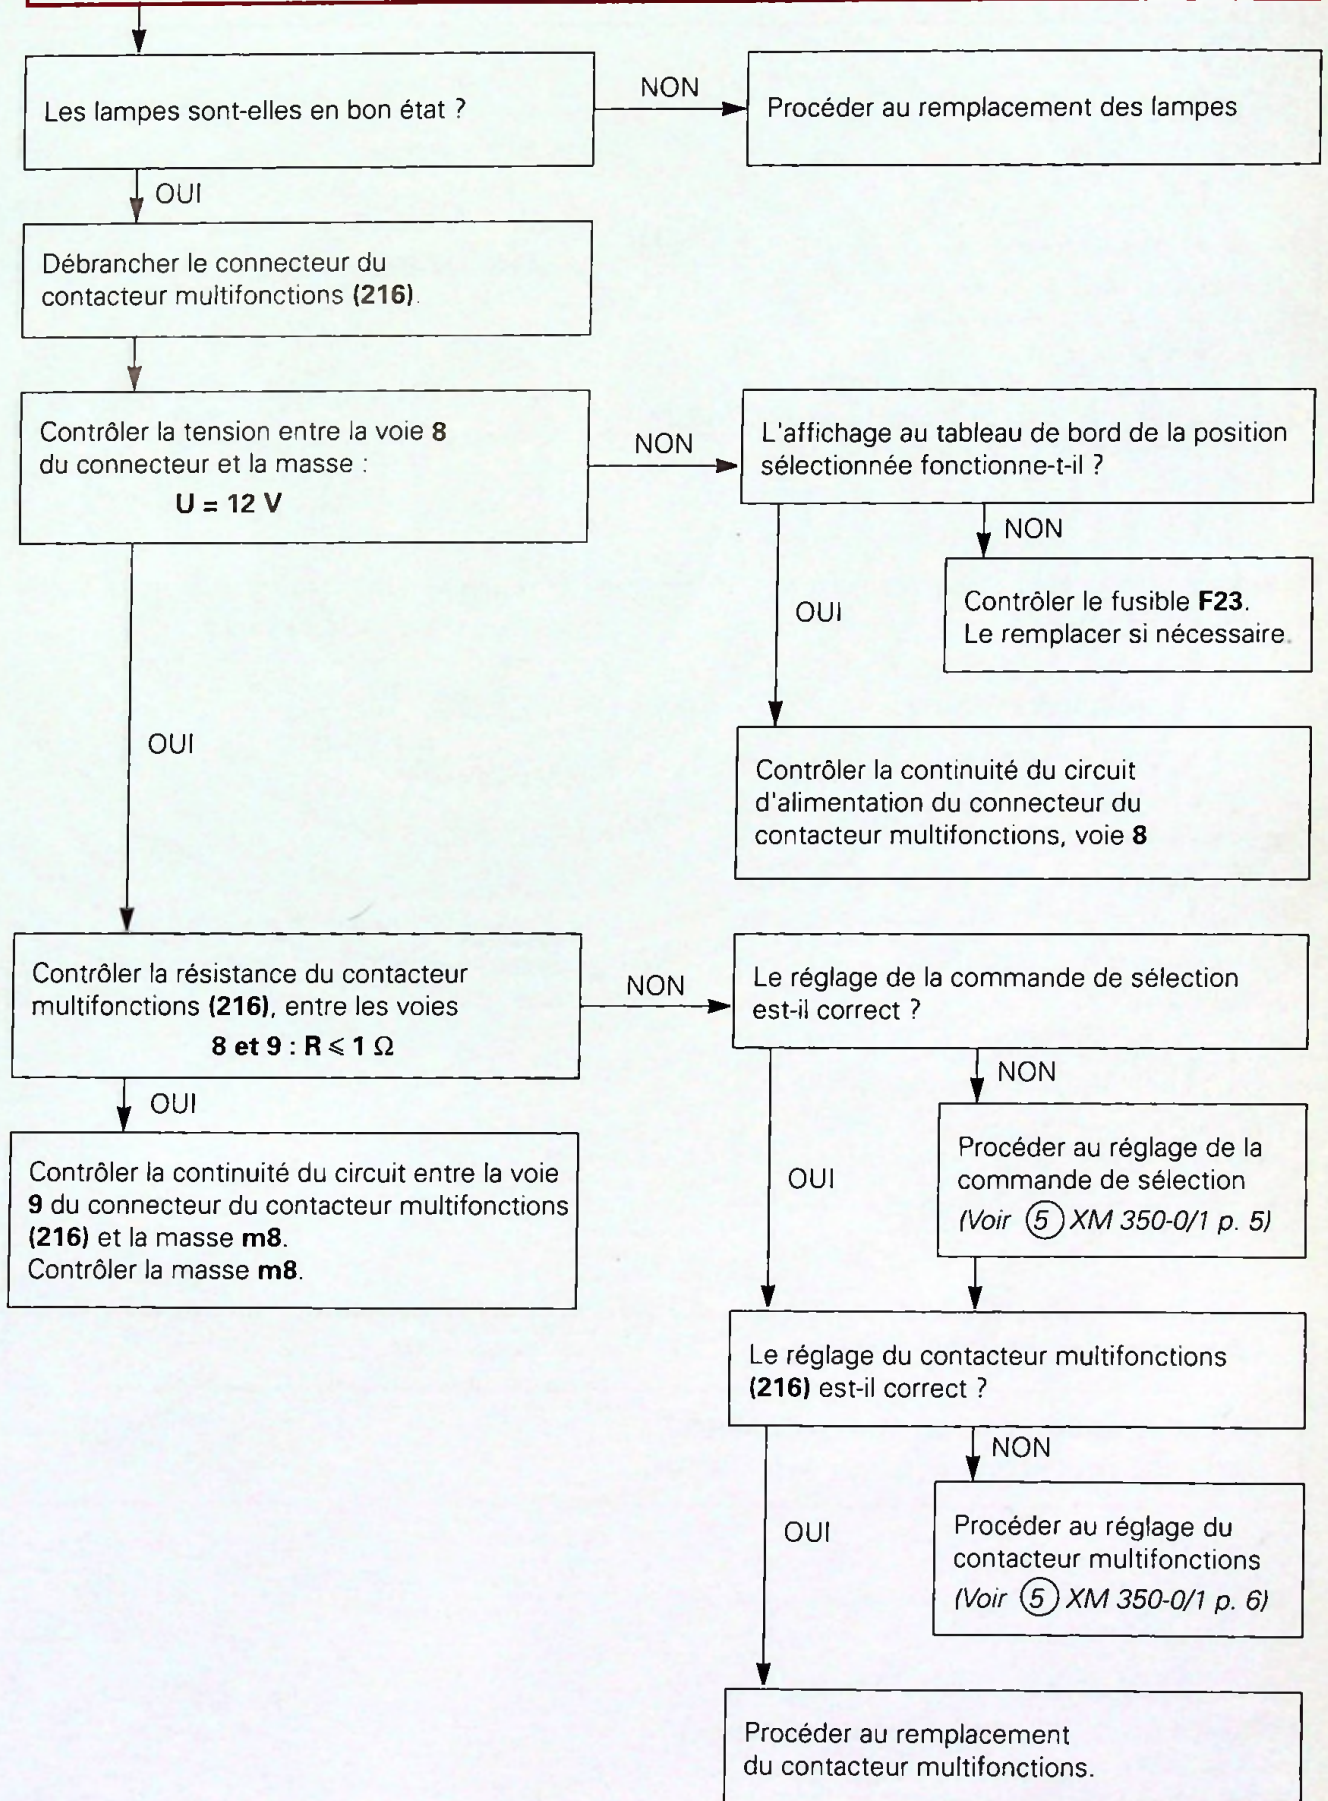 Les lampes sont-elles en bon état ?
NON
Procéder au remplacement des lampes
OUI
Débrancher le connecteur du
contacteur multifonctions (216).
Contrôler la tension entre la voie 8
du connecteur et la masse :
U = 12 V
NON
L'affichage au tableau de bord de la position
sélectionnée fonctionne-t-il ?
NON
Contrôler le fusible F23.
Le remplacer si nécessaire.
OUI
Contrôler la continuité du circuit
d'alimentation du connecteur du
contacteur multifonctions, voie 8
OUI
Contrôler la résistance du contacteur
multifonctions (216), entre les voies
8 et 9 : R ⩽ 1 Ω
NON
Le réglage de la commande de sélection
est-il correct ?
OUI
Contrôler la continuité du circuit entre la voie
9 du connecteur du contacteur multifonctions
(216) et la masse m8.
Contrôler la masse m8.
NON
Procéder au réglage de la
commande de sélection
(Voir ⑤ XM 350-0/1 p. 5)
OUI
Le réglage du contacteur multifonctions
(216) est-il correct ?
NON
Procéder au réglage du
contacteur multifonctions
(Voir ⑤ XM 350-0/1 p. 6)
OUI
Procéder au remplacement
du contacteur multifonctions.